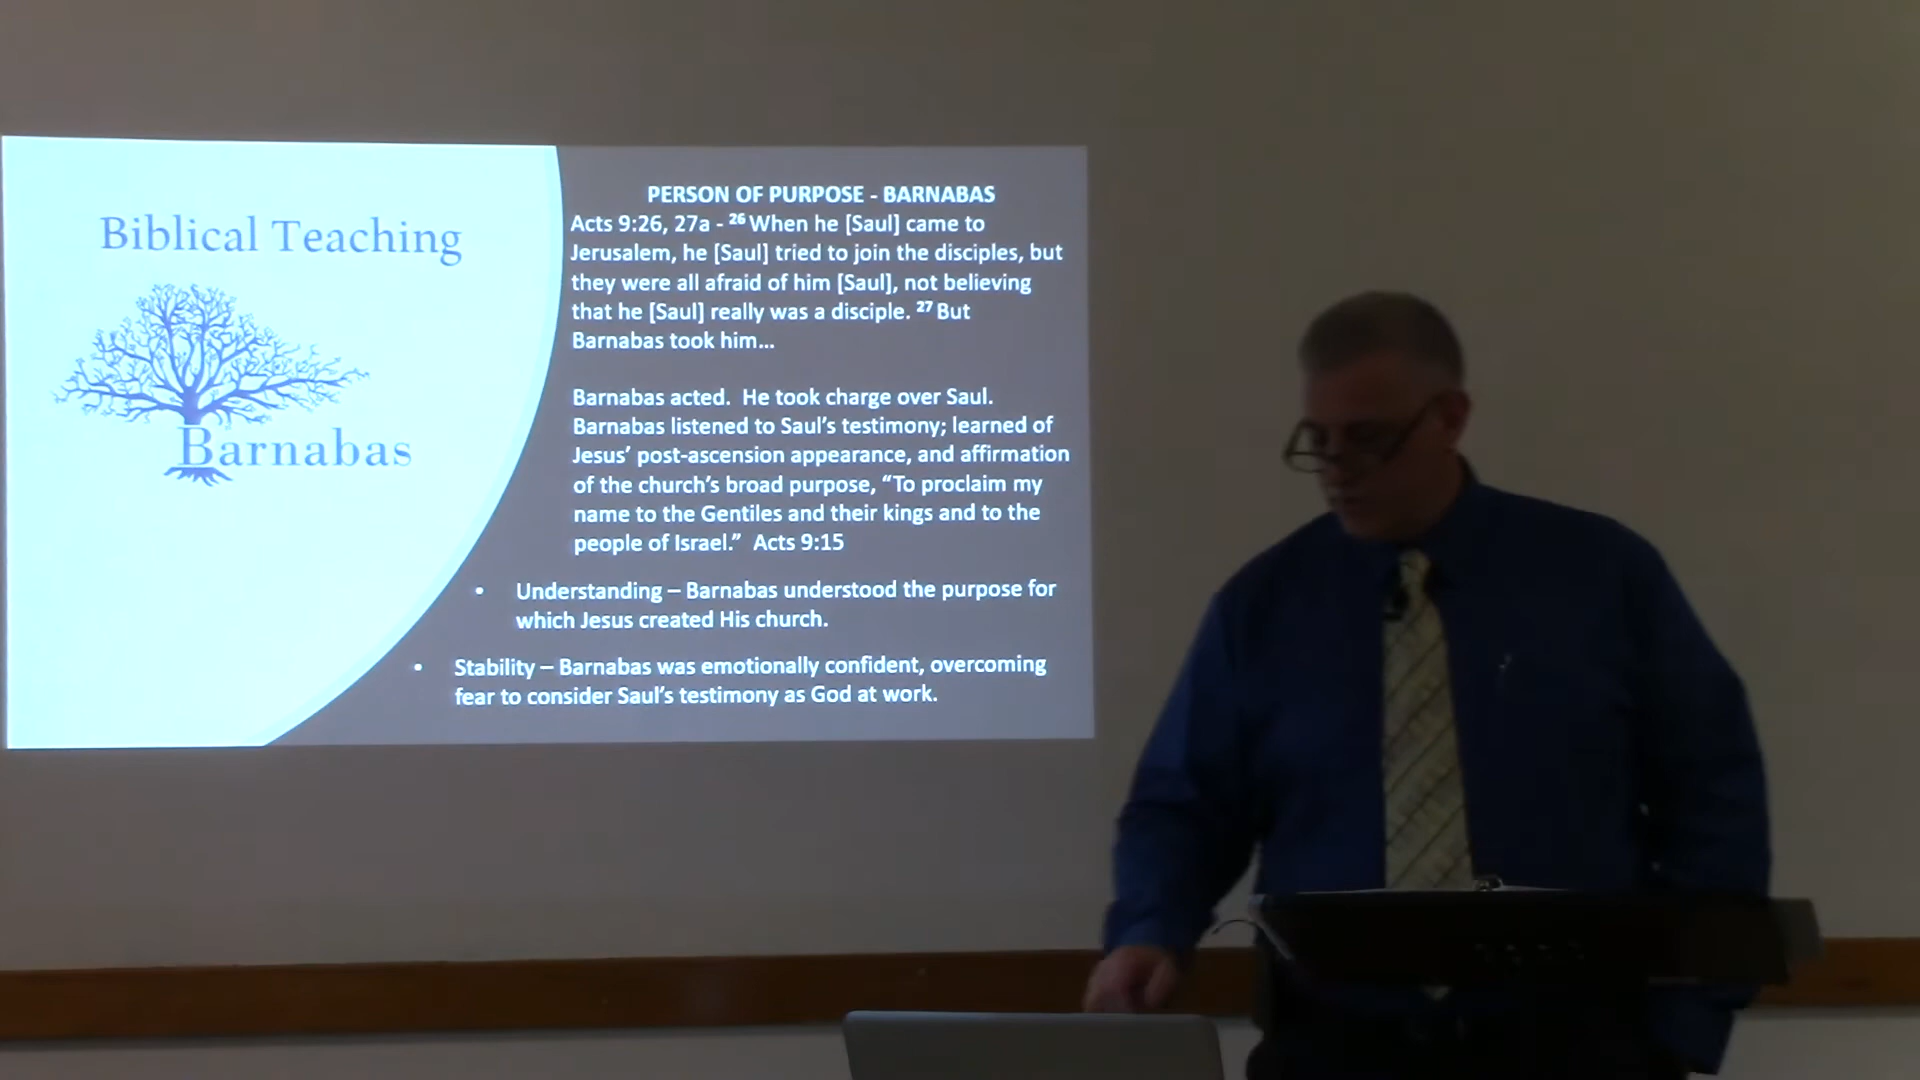 Biblical Teaching
Barnabas
PERSON OF PURPOSE - BARNABAS
Acts 9:26, 27a - 26 When he [Saul] came to
Jerusalem, he [Saul] tried to join the disciples, but
they were all afraid of him [Saul], not believing
that he [Saul] really was a disciple. 27 But
Barnabas took him...
Barnabas acted. He took charge over Saul.
Barnabas listened to Saul’s testimony; learned of
Jesus’ post-ascension appearance, and affirmation
of the church’s broad purpose, “To proclaim my
name to the Gentiles and their kings and to the
people of Israel.” Acts 9:15
• Understanding – Barnabas understood the purpose for
which Jesus created His church.
• Stability – Barnabas was emotionally confident, overcoming
fear to consider Saul’s testimony as God at work.